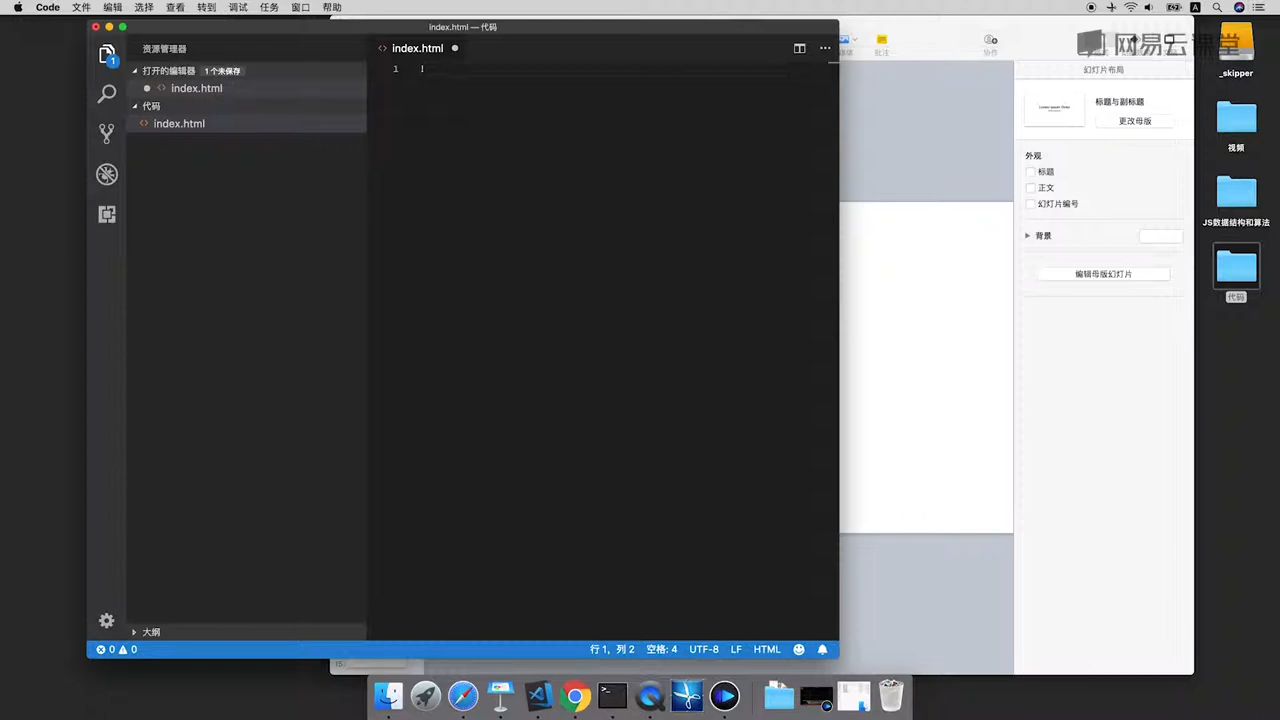 Code 文件 编辑 选择 查看 转到 调试 任务 窗口 帮助
index.html — 代码
资源管理器
index.html
打开的编辑器 1 个未保存
index.html
代码
index.html
1 !
1
大纲
0 0
行 1, 列 2 空格: 4 UTF-8 LF HTML
批注
协作
网易云课堂
幻灯片布局
标题与副标题
更改母版
外观
标题
正文
幻灯片编号
背景
编辑母版幻灯片
_skipper
视频
JS数据结构和算法
代码